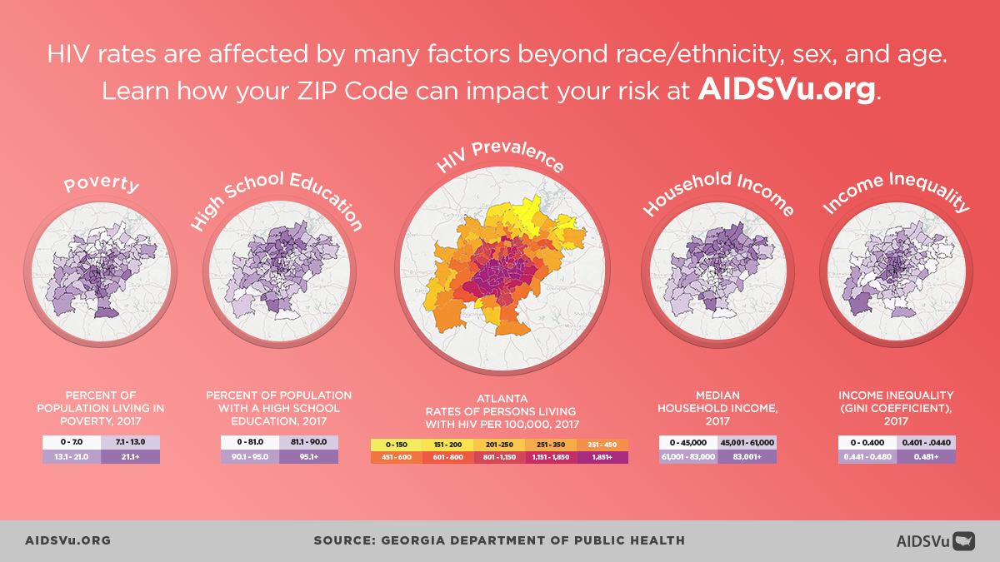 HIV rates are affected by many factors beyond race/ethnicity, sex, and age.
Learn how your ZIP Code can impact your risk at AIDSVu.org.
Poverty
High School Education
HIV Prevalence
Household Income
Income Inequality
PERCENT OF
POPULATION LIVING IN
POVERTY, 2017
0 - 7.0 7.1 - 13.0
13.1 - 21.0 21.1+
PERCENT OF POPULATION
WITH A HIGH SCHOOL
EDUCATION, 2017
0 - 81.0 81.1 - 90.0
90.1 - 95.0 95.1+
ATLANTA
RATES OF PERSONS LIVING
WITH HIV PER 100,000, 2017
0 - 150 151 - 200 201-250 251 - 350 351 - 450
451 - 600 601 - 800 801 - 1,150 1,151 - 1,850 1,851+
MEDIAN
HOUSEHOLD INCOME,
2017
0 - 45,000 45,001 - 61,000
61,001 - 83,000 83,001+
INCOME INEQUALITY
(GINI COEFFICIENT),
2017
0 - 0.400 0.401 - .0440
0.441 - 0.480 0.481+
AIDSVu.ORG
SOURCE: GEORGIA DEPARTMENT OF PUBLIC HEALTH
AIDSVu